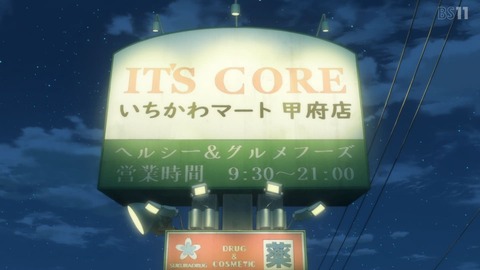 BS11
IT'S CORE
いちかわマート 甲府店
ヘルシー&グルメフーズ
営業時間 9:30～21:00
DRUG
&
COSMETIC
薬